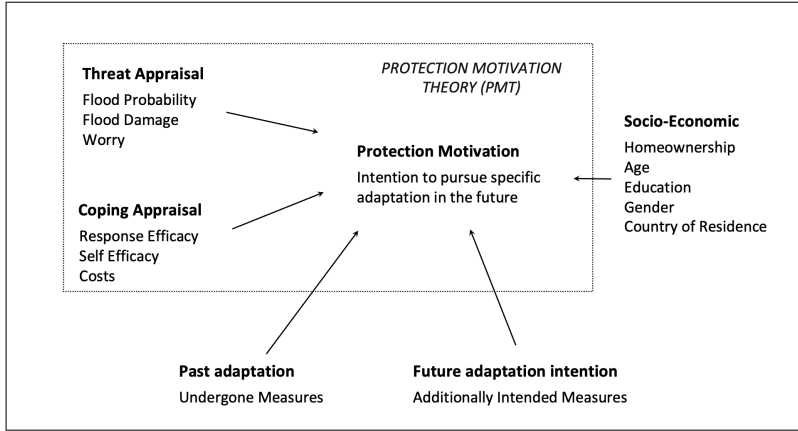 Threat Appraisal
Flood Probability
Flood Damage
Worry
PROTECTION MOTIVATION
THEORY (PMT)
Protection Motivation
Intention to pursue specific
adaptation in the future
Socio-Economic
Homeownership
Age
Education
Gender
Country of Residence
Coping Appraisal
Response Efficacy
Self Efficacy
Costs
Past adaptation
Undergone Measures
Future adaptation intention
Additionally Intended Measures